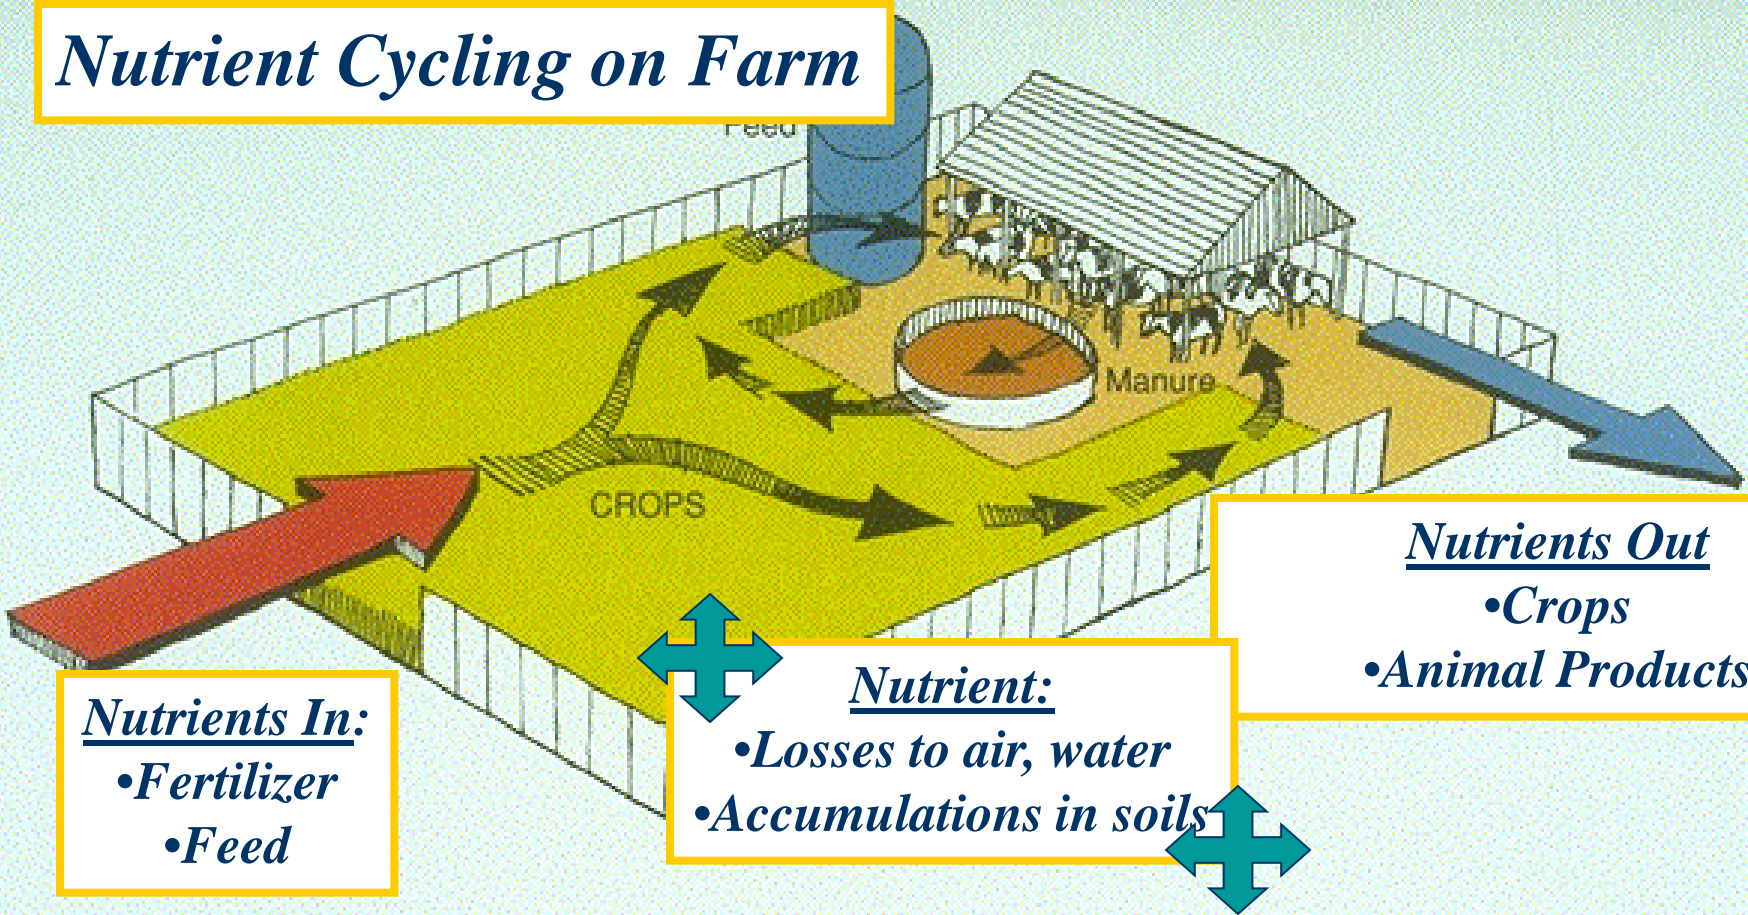 Nutrient Cycling on Farm
Feed
Manure
CROPS
Nutrients Out
•Crops
•Animal Products
Nutrients In:
•Fertilizer
•Feed
Nutrient:
•Losses to air, water
•Accumulations in soils